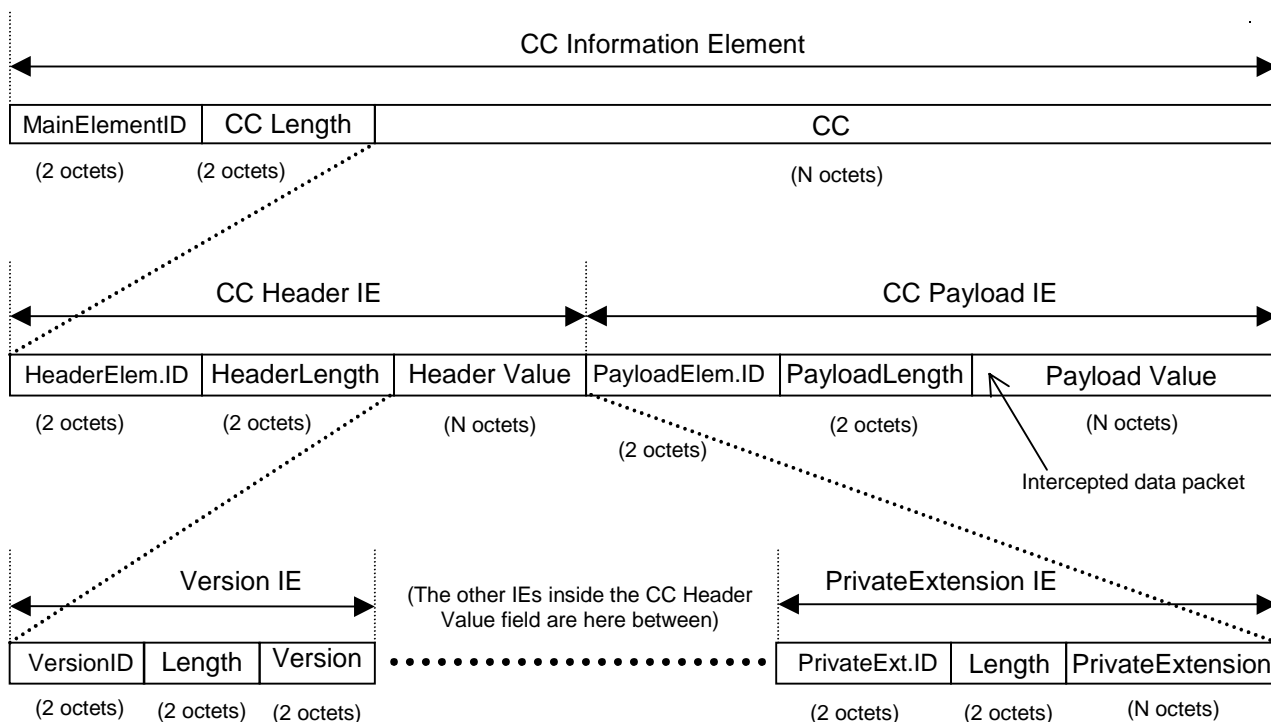 CC Information Element
MainElementID CC Length CC
(2 octets) (2 octets) (N octets)
CC Header IE CC Payload IE
HeaderElem.ID HeaderLength Header Value PayloadElem.ID PayloadLength Payload Value
(2 octets) (2 octets) (N octets) (2 octets) (2 octets) (N octets)
Intercepted data packet
Version IE (The other IEs inside the CC Header PrivateExtension IE
Value field are here between)
VersionID Length Version PrivateExt.ID Length PrivateExtension
(2 octets) (2 octets) (2 octets) (2 octets) (2 octets) (N octets)